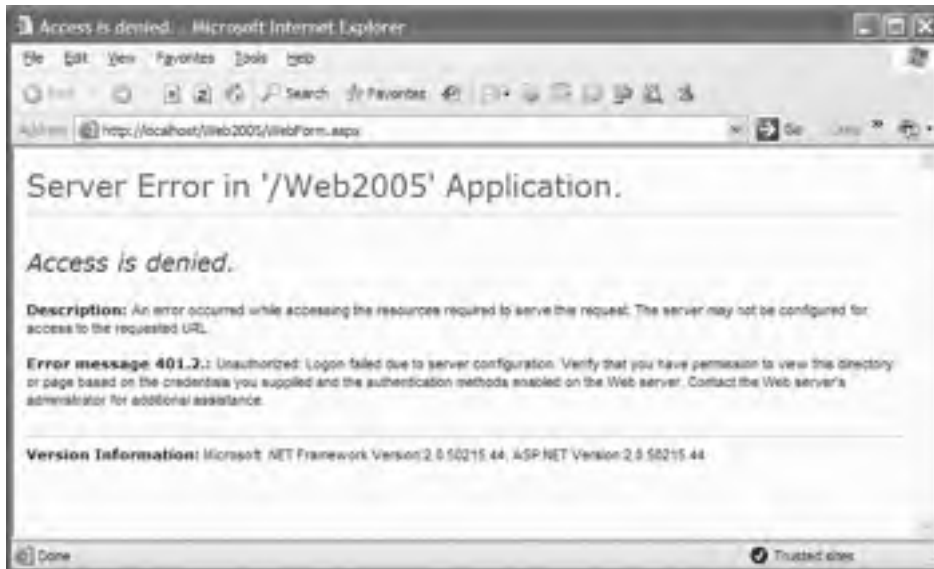 Access is denied. - Microsoft Internet Explorer
File Edit View Favorites Tools Help
Search Favorites
Address http://localhost/Web2005/WebForm.aspx Go
Server Error in '/Web2005' Application.
Access is denied.
Description: An error occurred while accessing the resources required to serve this request. The server may not be configured for
access to the requested URL.
Error message 401.2.: Unauthorized: Logon failed due to server configuration. Verify that you have permission to view this directory
or page based on the credentials you supplied and the authentication methods enabled on the Web server. Contact the Web server's
administrator for additional assistance.
Version Information: Microsoft .NET Framework Version:2.0.50215.44; ASP.NET Version:2.0.50215.44
Done Trusted sites